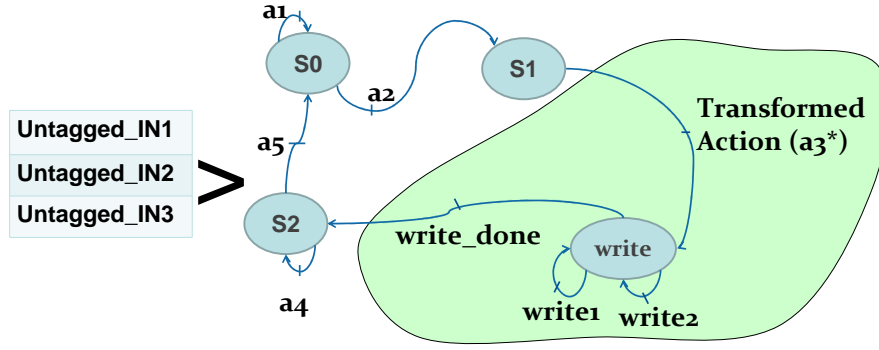 a1
S0
S1
a2
Transformed
Action (a3*)
Untagged_IN1
Untagged_IN2
Untagged_IN3
>
a5
S2
write_done
write
a4
write1
write2